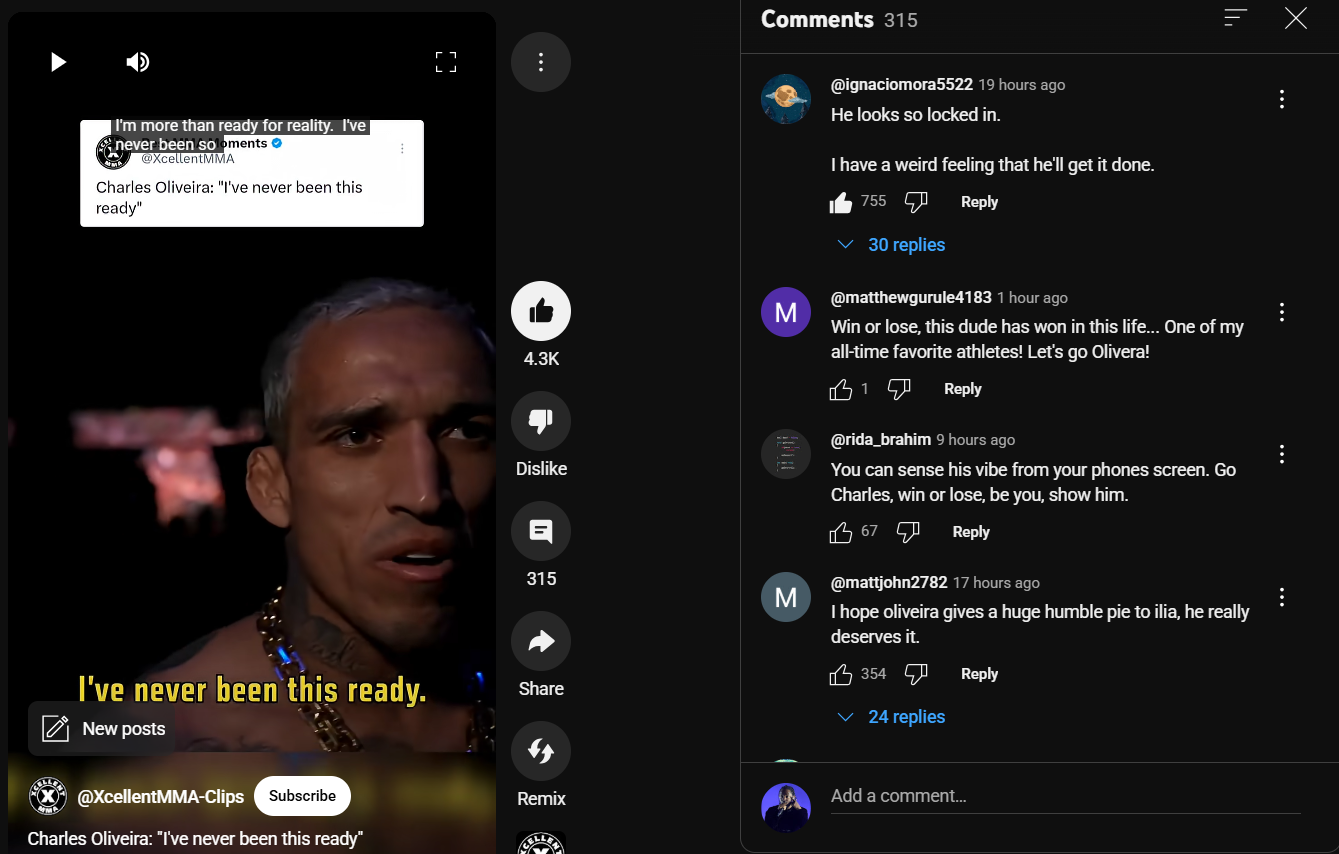 I'm more than ready for reality. I've
never been so
Moments
@XcellentMMA
Charles Oliveira: "I've never been this
ready"
I've never been this ready.
New posts
@XcellentMMA-Clips
Subscribe
Charles Oliveira: "I've never been this ready"
4.3K
Dislike
315
Share
Remix
Comments 315
@ignaciomora5522 19 hours ago
He looks so locked in.
I have a weird feeling that he'll get it done.
755 Reply
30 replies
M
@matthewgurule4183 1 hour ago
Win or lose, this dude has won in this life... One of my
all-time favorite athletes! Let's go Olivera!
1 Reply
@rida_brahim 9 hours ago
You can sense his vibe from your phones screen. Go
Charles, win or lose, be you, show him.
67 Reply
M
@mattjohn2782 17 hours ago
I hope oliveira gives a huge humble pie to ilia, he really
deserves it.
354 Reply
24 replies
Add a comment...